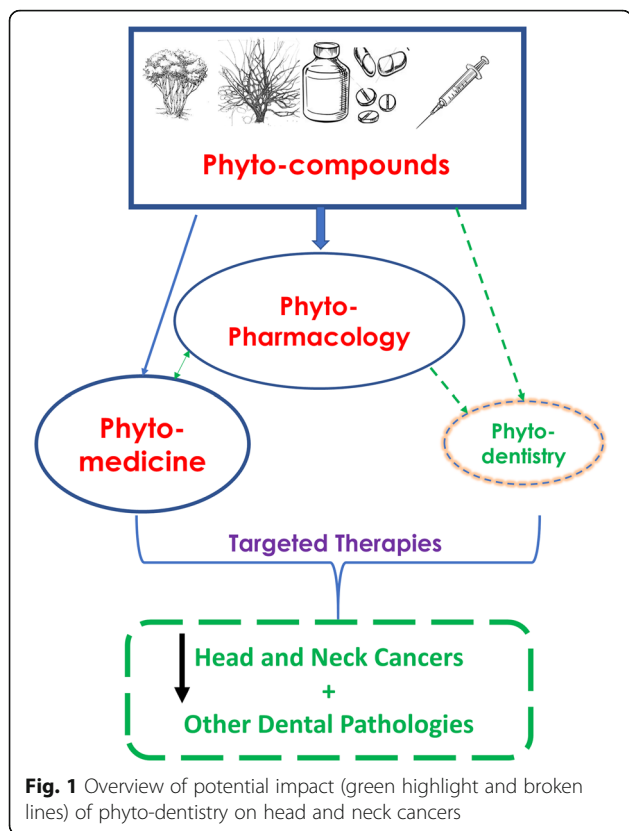 Phyto-compounds
Phyto-
Pharmacology
Phyto-
medicine
Phyto-
dentistry
Targeted Therapies
Head and Neck Cancers
+
Other Dental Pathologies
Fig. 1 Overview of potential impact (green highlight and broken
lines) of phyto-dentistry on head and neck cancers